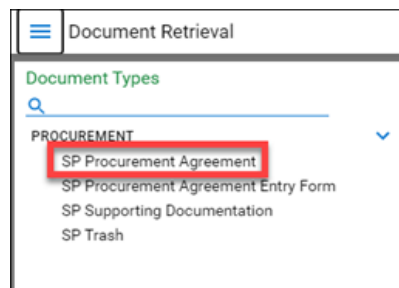 Document Retrieval
Document Types
PROCUREMENT
SP Procurement Agreement
SP Procurement Agreement Entry Form
SP Supporting Documentation
SP Trash